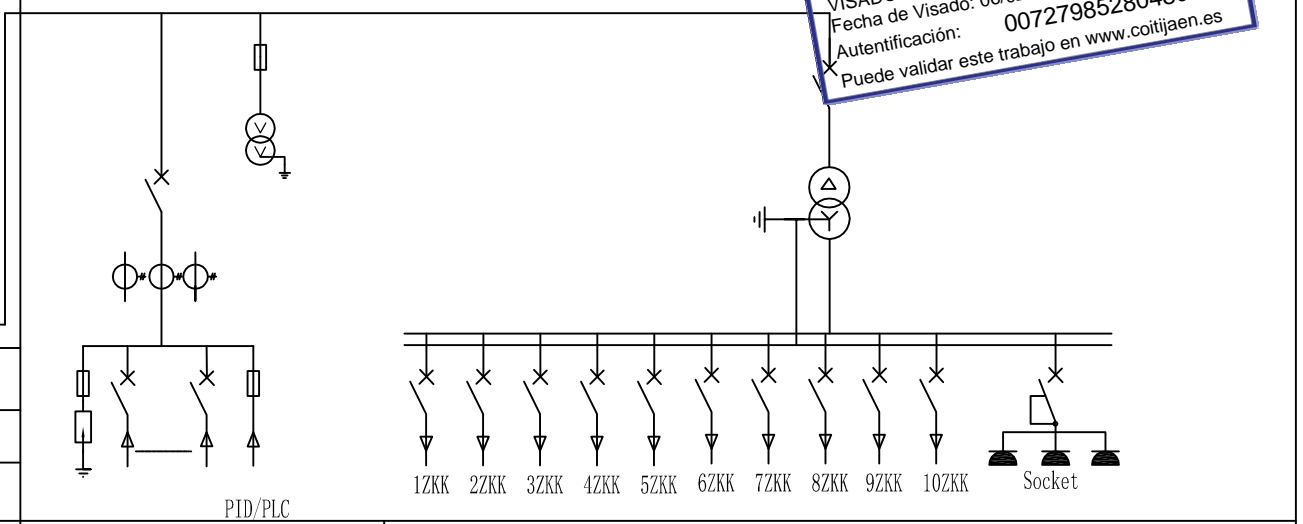 Fecha de Visado:
Autentificación:
Puede validar este trabajo en www.coitijaen.es
1ZKK 2ZKK 3ZKK 4ZKK 5ZKK 6ZKK 7ZKK 8ZKK 9ZKK 10ZKK Socket
PID/PLC